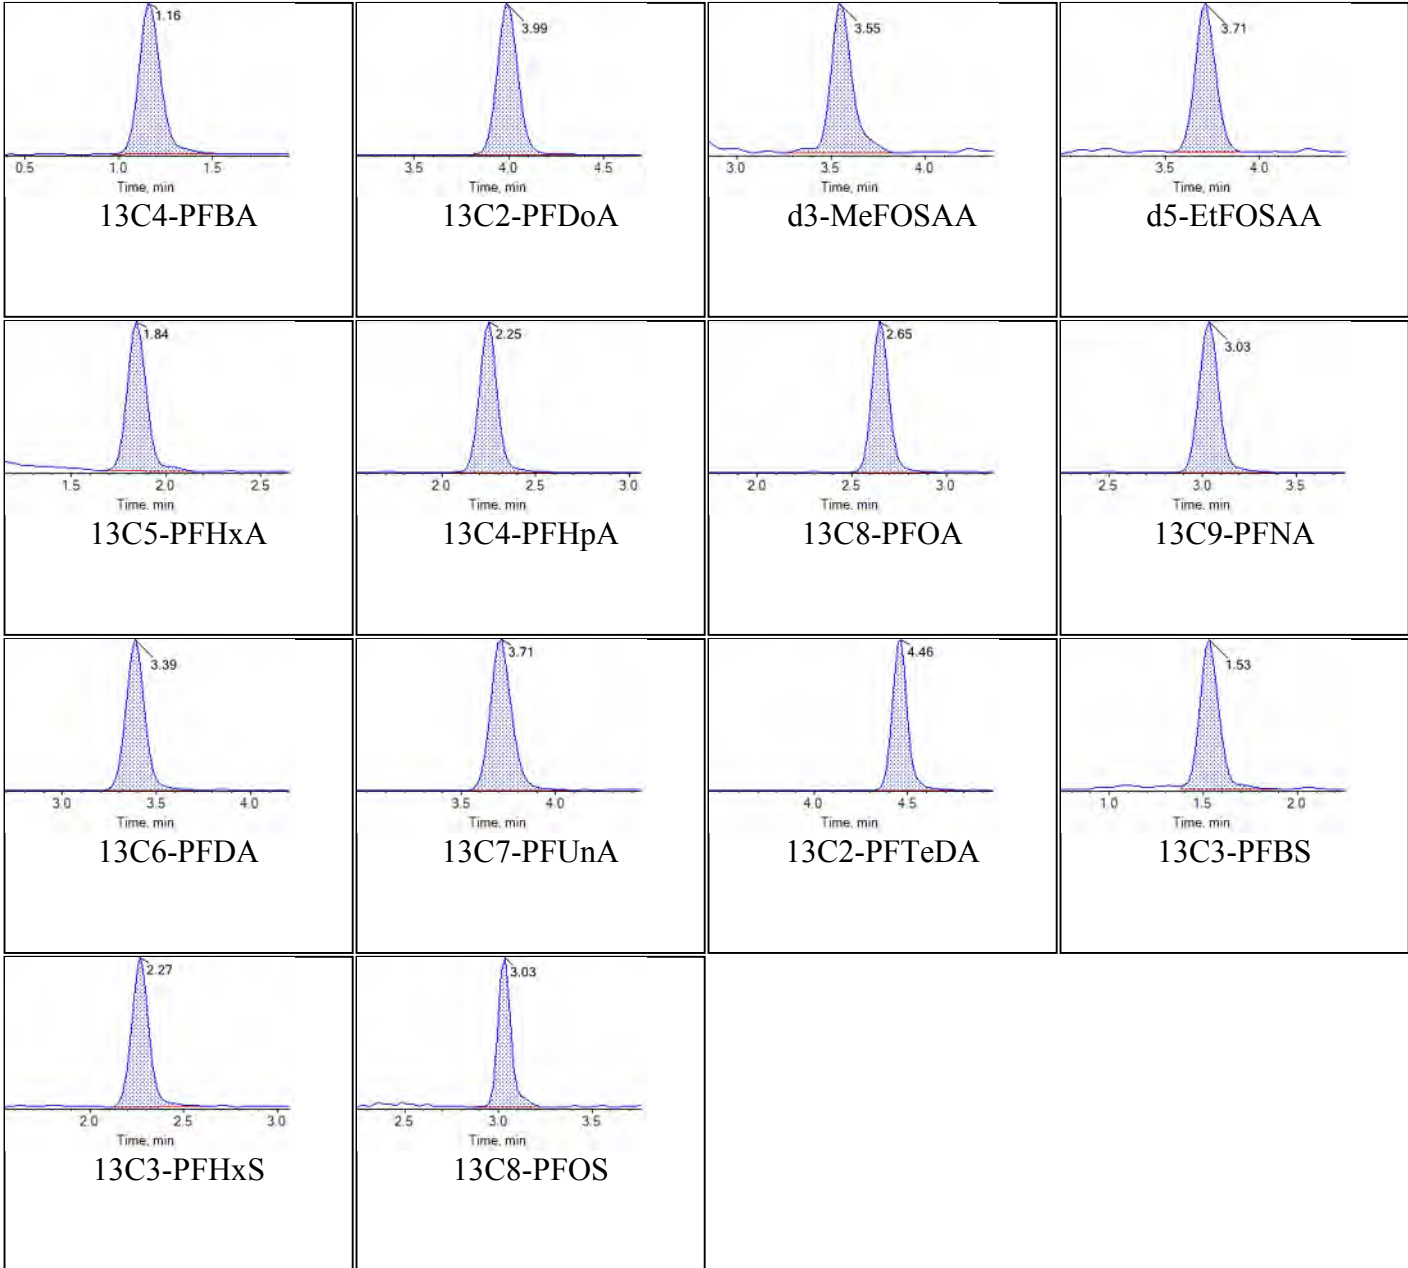 1.16
0.5 1.0 1.5
Time, min
13C4-PFBA
3.99
3.5 4.0 4.5
Time, min
13C2-PFDoA
3.55
3.0 3.5 4.0
Time, min
d3-MeFOSAA
3.71
3.5 4.0
Time, min
d5-EtFOSAA
1.84
1.5 2.0 2.5
Time, min
13C5-PFHxA
2.25
2.0 2.5 3.0
Time, min
13C4-PFHpA
2.65
2.0 2.5 3.0
Time, min
13C8-PFOA
3.03
2.5 3.0 3.5
Time, min
13C9-PFNA
3.39
3.0 3.5 4.0
Time, min
13C6-PFDA
3.71
3.5 4.0
Time, min
13C7-PFUnA
4.46
4.0 4.5
Time, min
13C2-PFTeDA
1.53
1.0 1.5 2.0
Time, min
13C3-PFBS
2.27
2.0 2.5 3.0
Time, min
13C3-PFHxS
3.03
2.5 3.0 3.5
Time, min
13C8-PFOS